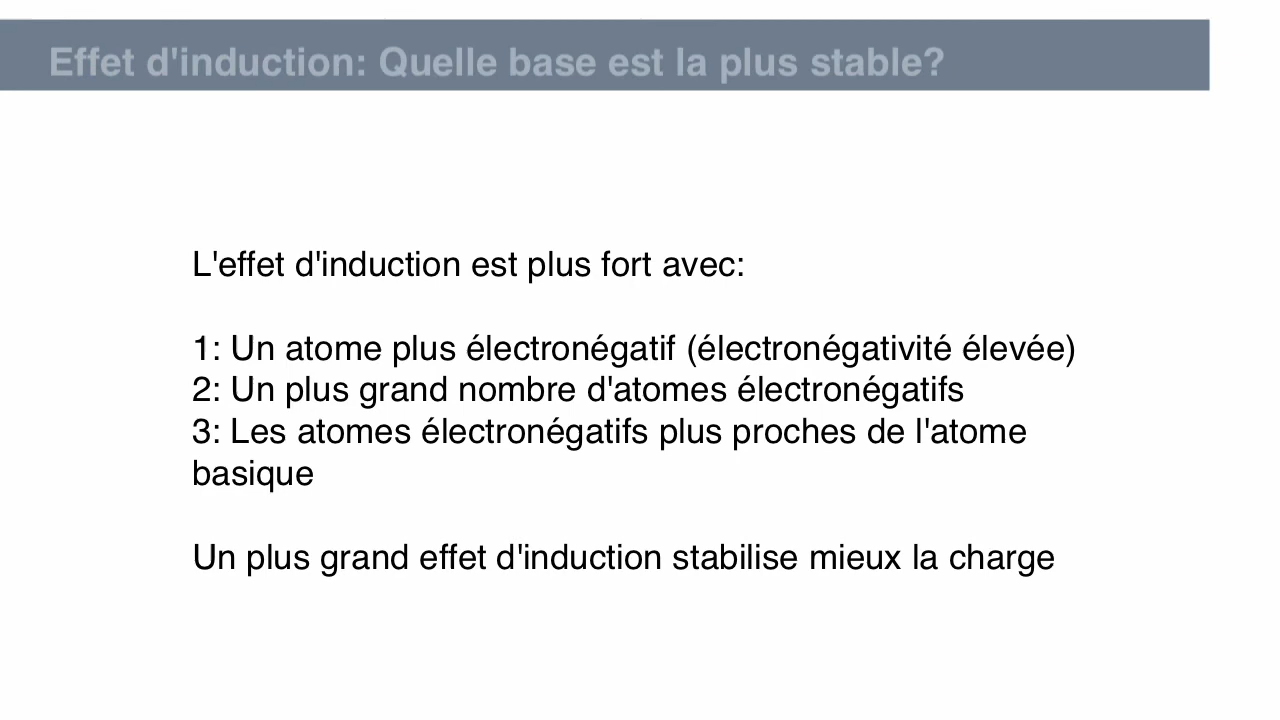 Effet d'induction: Quelle base est la plus stable?
L'effet d'induction est plus fort avec:
1: Un atome plus électronégatif (électronégativité élevée)
2: Un plus grand nombre d'atomes électronégatifs
3: Les atomes électronégatifs plus proches de l'atome
basique
Un plus grand effet d'induction stabilise mieux la charge